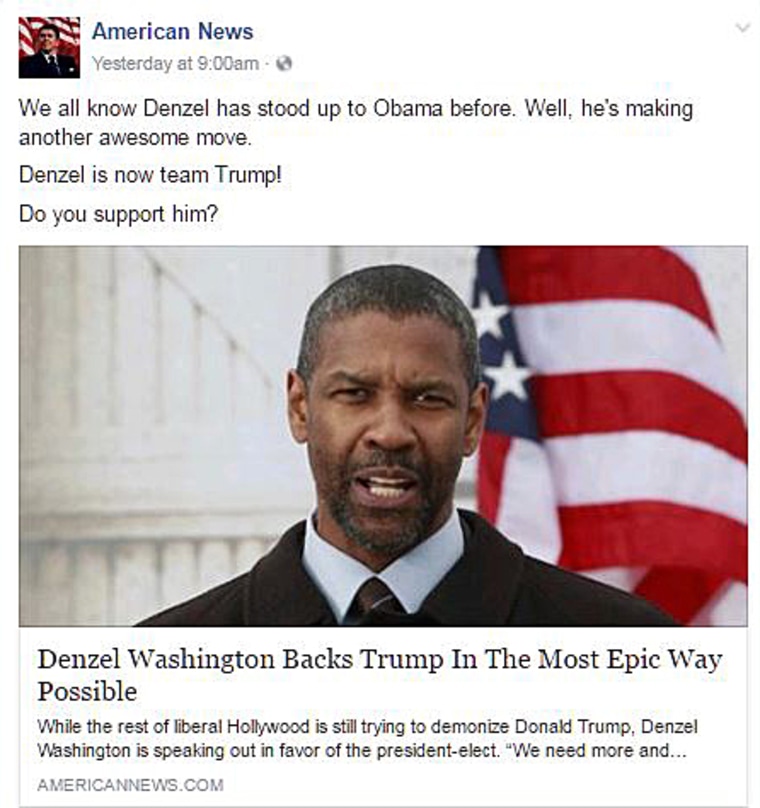 American News
Yesterday at 9:00am ·
We all know Denzel has stood up to Obama before. Well, he's making
another awesome move.
Denzel is now team Trump!
Do you support him?
Denzel Washington Backs Trump In The Most Epic Way
Possible
While the rest of liberal Hollywood is still trying to demonize Donald Trump, Denzel
Washington is speaking out in favor of the president-elect. “We need more and...
AMERICANNEWS.COM